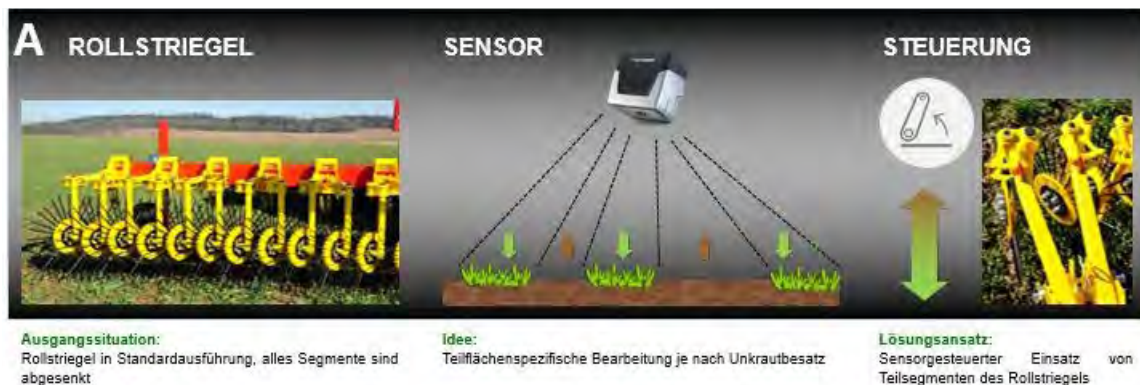 A ROLLSTRIEGEL
SENSOR
STEUERUNG
Ausgangssituation:
Rollstriegel in Standardausführung, alles Segmente sind
abgesenkt
Idee:
Teilflächenspezifische Bearbeitung je nach Unkrautbesatz
Lösungsansatz:
Sensorgesteuerter Einsatz von
Teilsegmenten des Rollstriegels